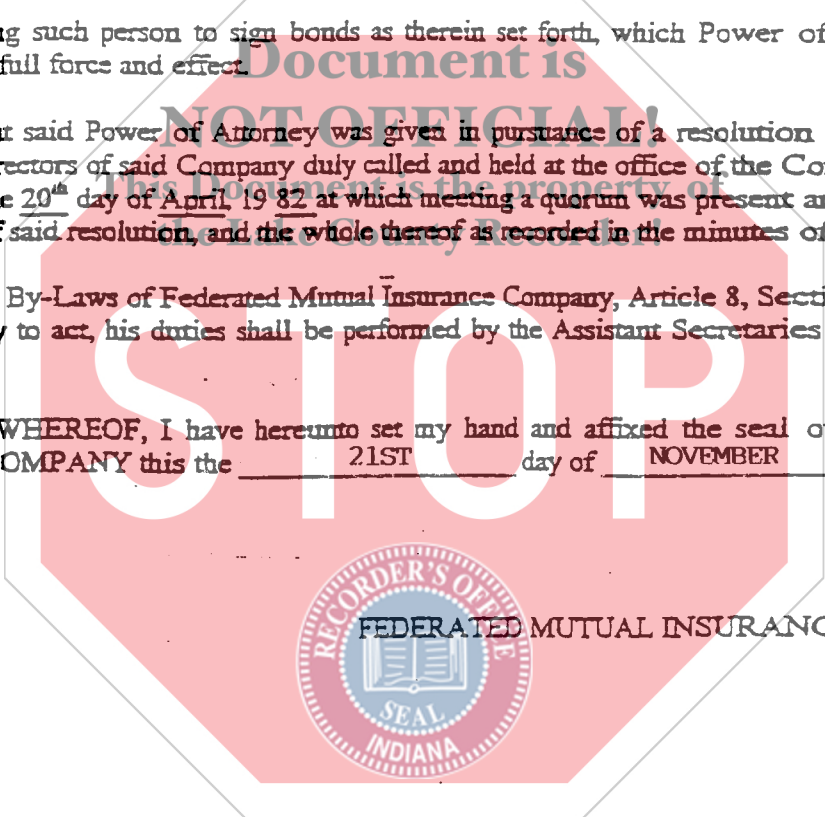 ng such person to sign bonds as therein set forth, which Power of
full force and effect.
Document is
NOT OFFICIAL!
This Document is the property of
the Lake County Recorder!
at said Power of Attorney was given in pursuance of a resolution
rectors of said Company duly called and held at the office of the Co
e 20th day of April 19 82 at which meeting a quorum was present a
f said resolution, and the whole thereof as recorded in the minutes of
By-Laws of Federated Mutual Insurance Company, Article 8, Secti
y to act, his duties shall be performed by the Assistant Secretaries
STOP
WHEREOF, I have hereunto set my hand and affixed the seal o
OMPANY this the 21ST day of NOVEMBER
RECORDER'S OFFICE
SEAL
INDIANA
FEDERATED MUTUAL INSURANC